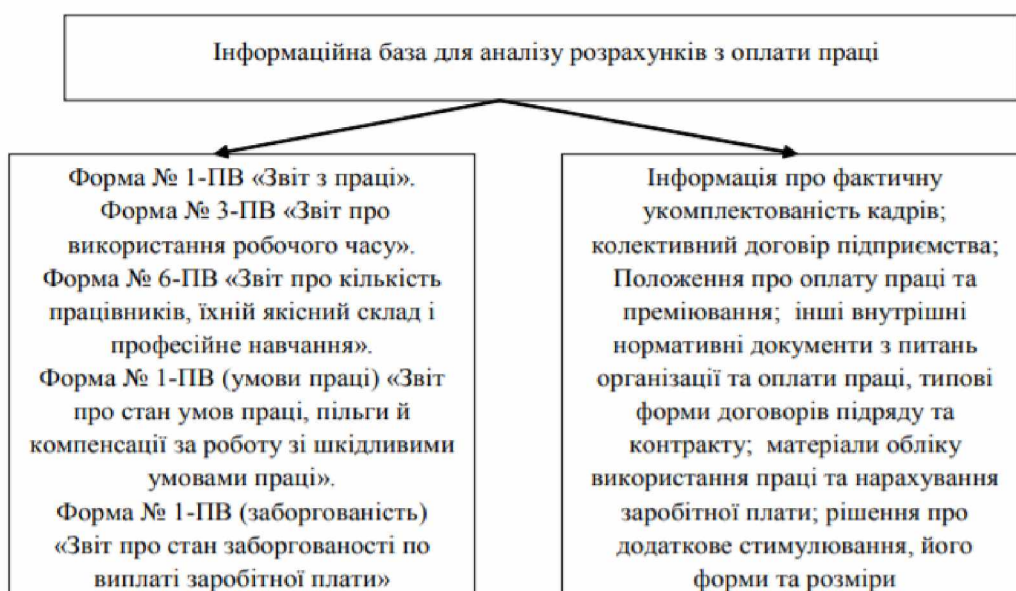 Інформаційна база для аналізу розрахунків з оплати праці
Форма № 1-ПВ «Звіт з праці».
Форма № 3-ПВ «Звіт про
використання робочого часу».
Форма № 6-ПВ «Звіт про кількість
працівників, їхній якісний склад і
професійне навчання».
Форма № 1-ПВ (умови праці) «Звіт
про стан умов праці, пільги й
компенсації за роботу зі шкідливими
умовами праці».
Форма № 1-ПВ (заборгованість)
«Звіт про стан заборгованості по
виплаті заробітної плати»
Інформація про фактичну
укомплектованість кадрів;
колективний договір підприємства;
Положення про оплату праці та
преміювання; інші внутрішні
нормативні документи з питань
організації та оплати праці, типові
форми договорів підряду та
контракту; матеріали обліку
використання праці та нарахування
заробітної плати; рішення про
додаткове стимулювання, його
форми та розміри